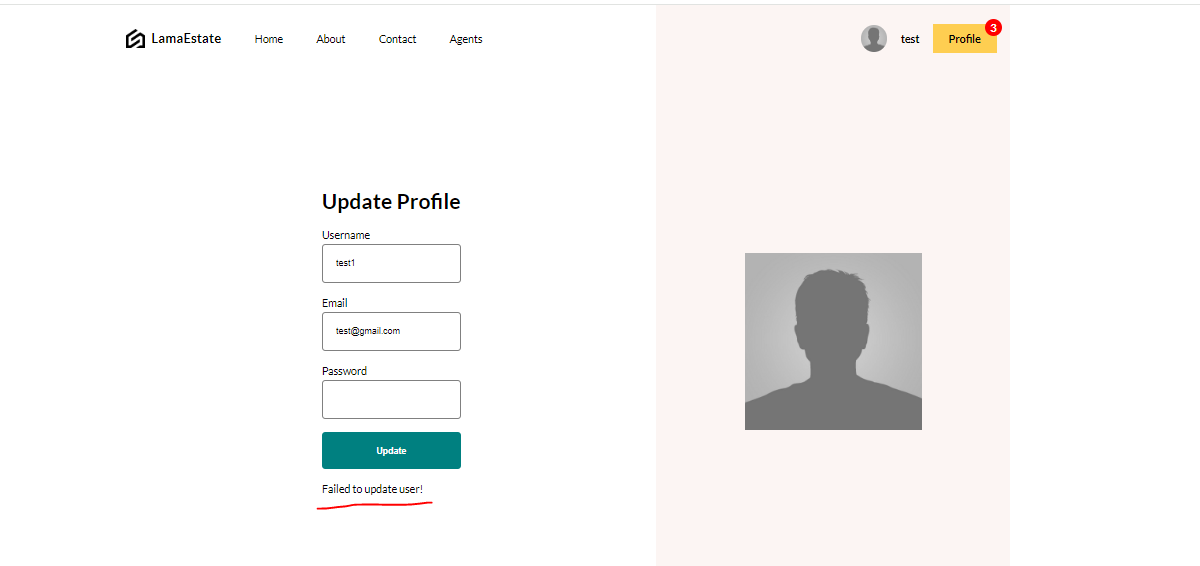 LamaEstate Home About Contact Agents test Profile 3
Update Profile
Username
test1
Email
test@gmail.com
Password
Update
Failed to update user!